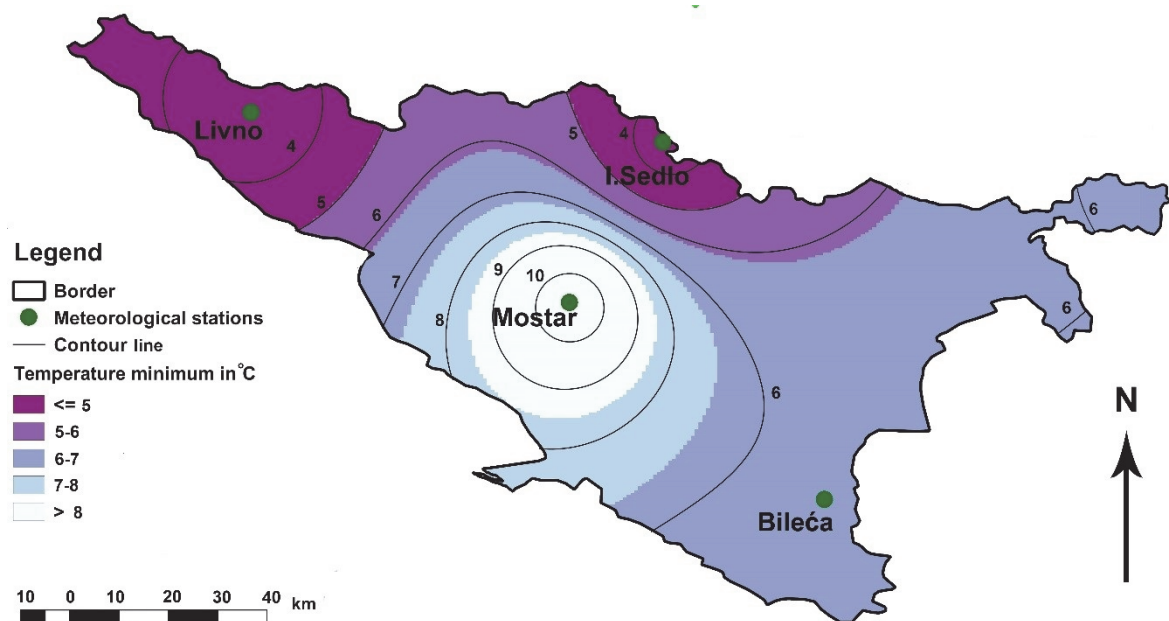 5
4
4
Livno
I.Sedlo
5
6
6
Legend
Border
Meteorological stations
Contour line
Temperature minimum in°C
<= 5
5-6
6-7
7-8
> 8
9
10
7
6
8
Mostar
6
N
Bileća
10 0 10 20 30 40 km